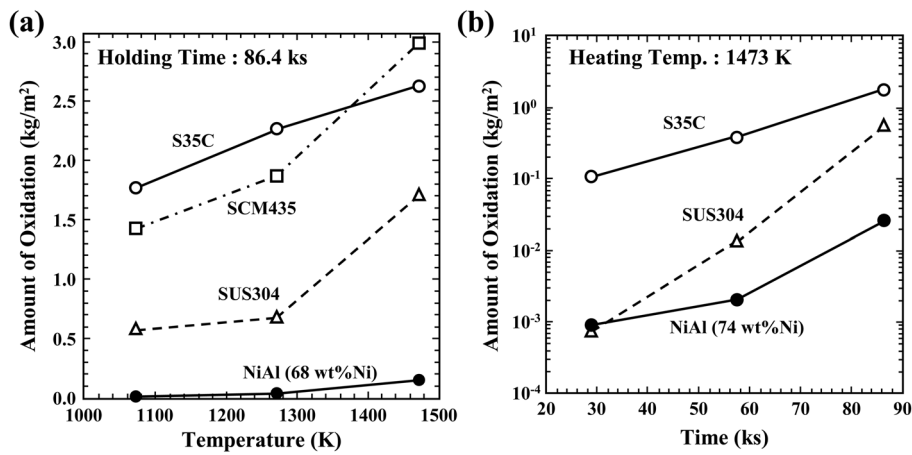 (a)
Holding Time : 86.4 ks
S35C
SCM435
SUS304
NiAl (68 wt%Ni)
Amount of Oxidation (kg/m²)
3.0
2.5
2.0
1.5
1.0
0.5
0.0
1000 1100 1200 1300 1400 1500
Temperature (K)
(b)
Heating Temp. : 1473 K
S35C
SUS304
NiAl (74 wt%Ni)
Amount of Oxidation (kg/m²)
10¹
10⁰
10⁻¹
10⁻²
10⁻³
10⁻⁴
20 30 40 50 60 70 80 90
Time (ks)